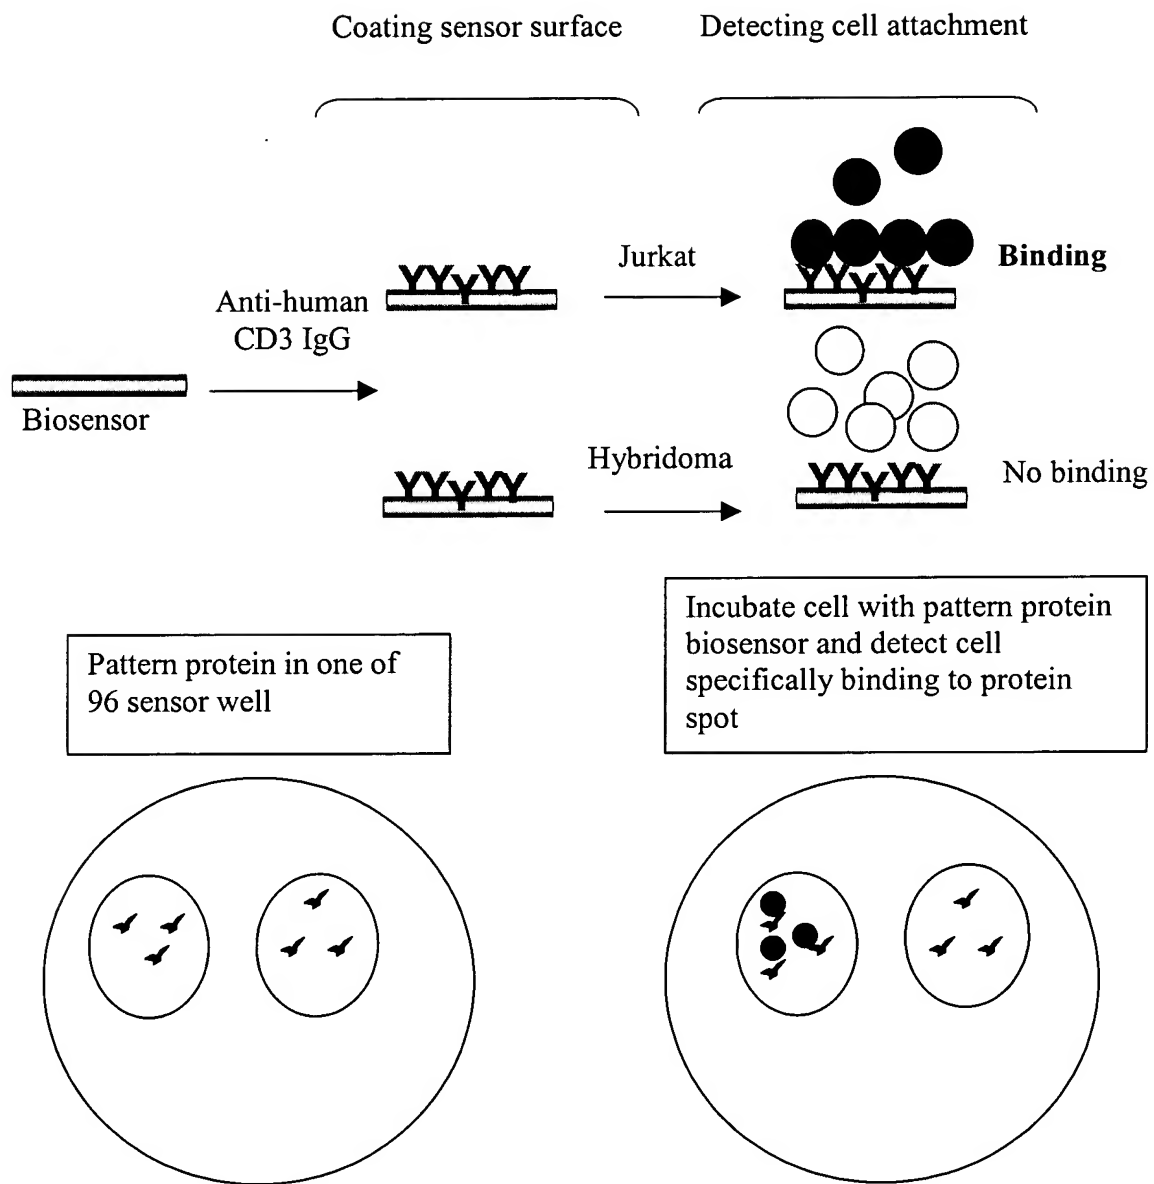 Coating sensor surface
Detecting cell attachment
Jurkat
Binding
Anti-human
CD3 IgG
Biosensor
Hybridoma
No binding
Pattern protein in one of
96 sensor well
Incubate cell with pattern protein
biosensor and detect cell
specifically binding to protein
spot